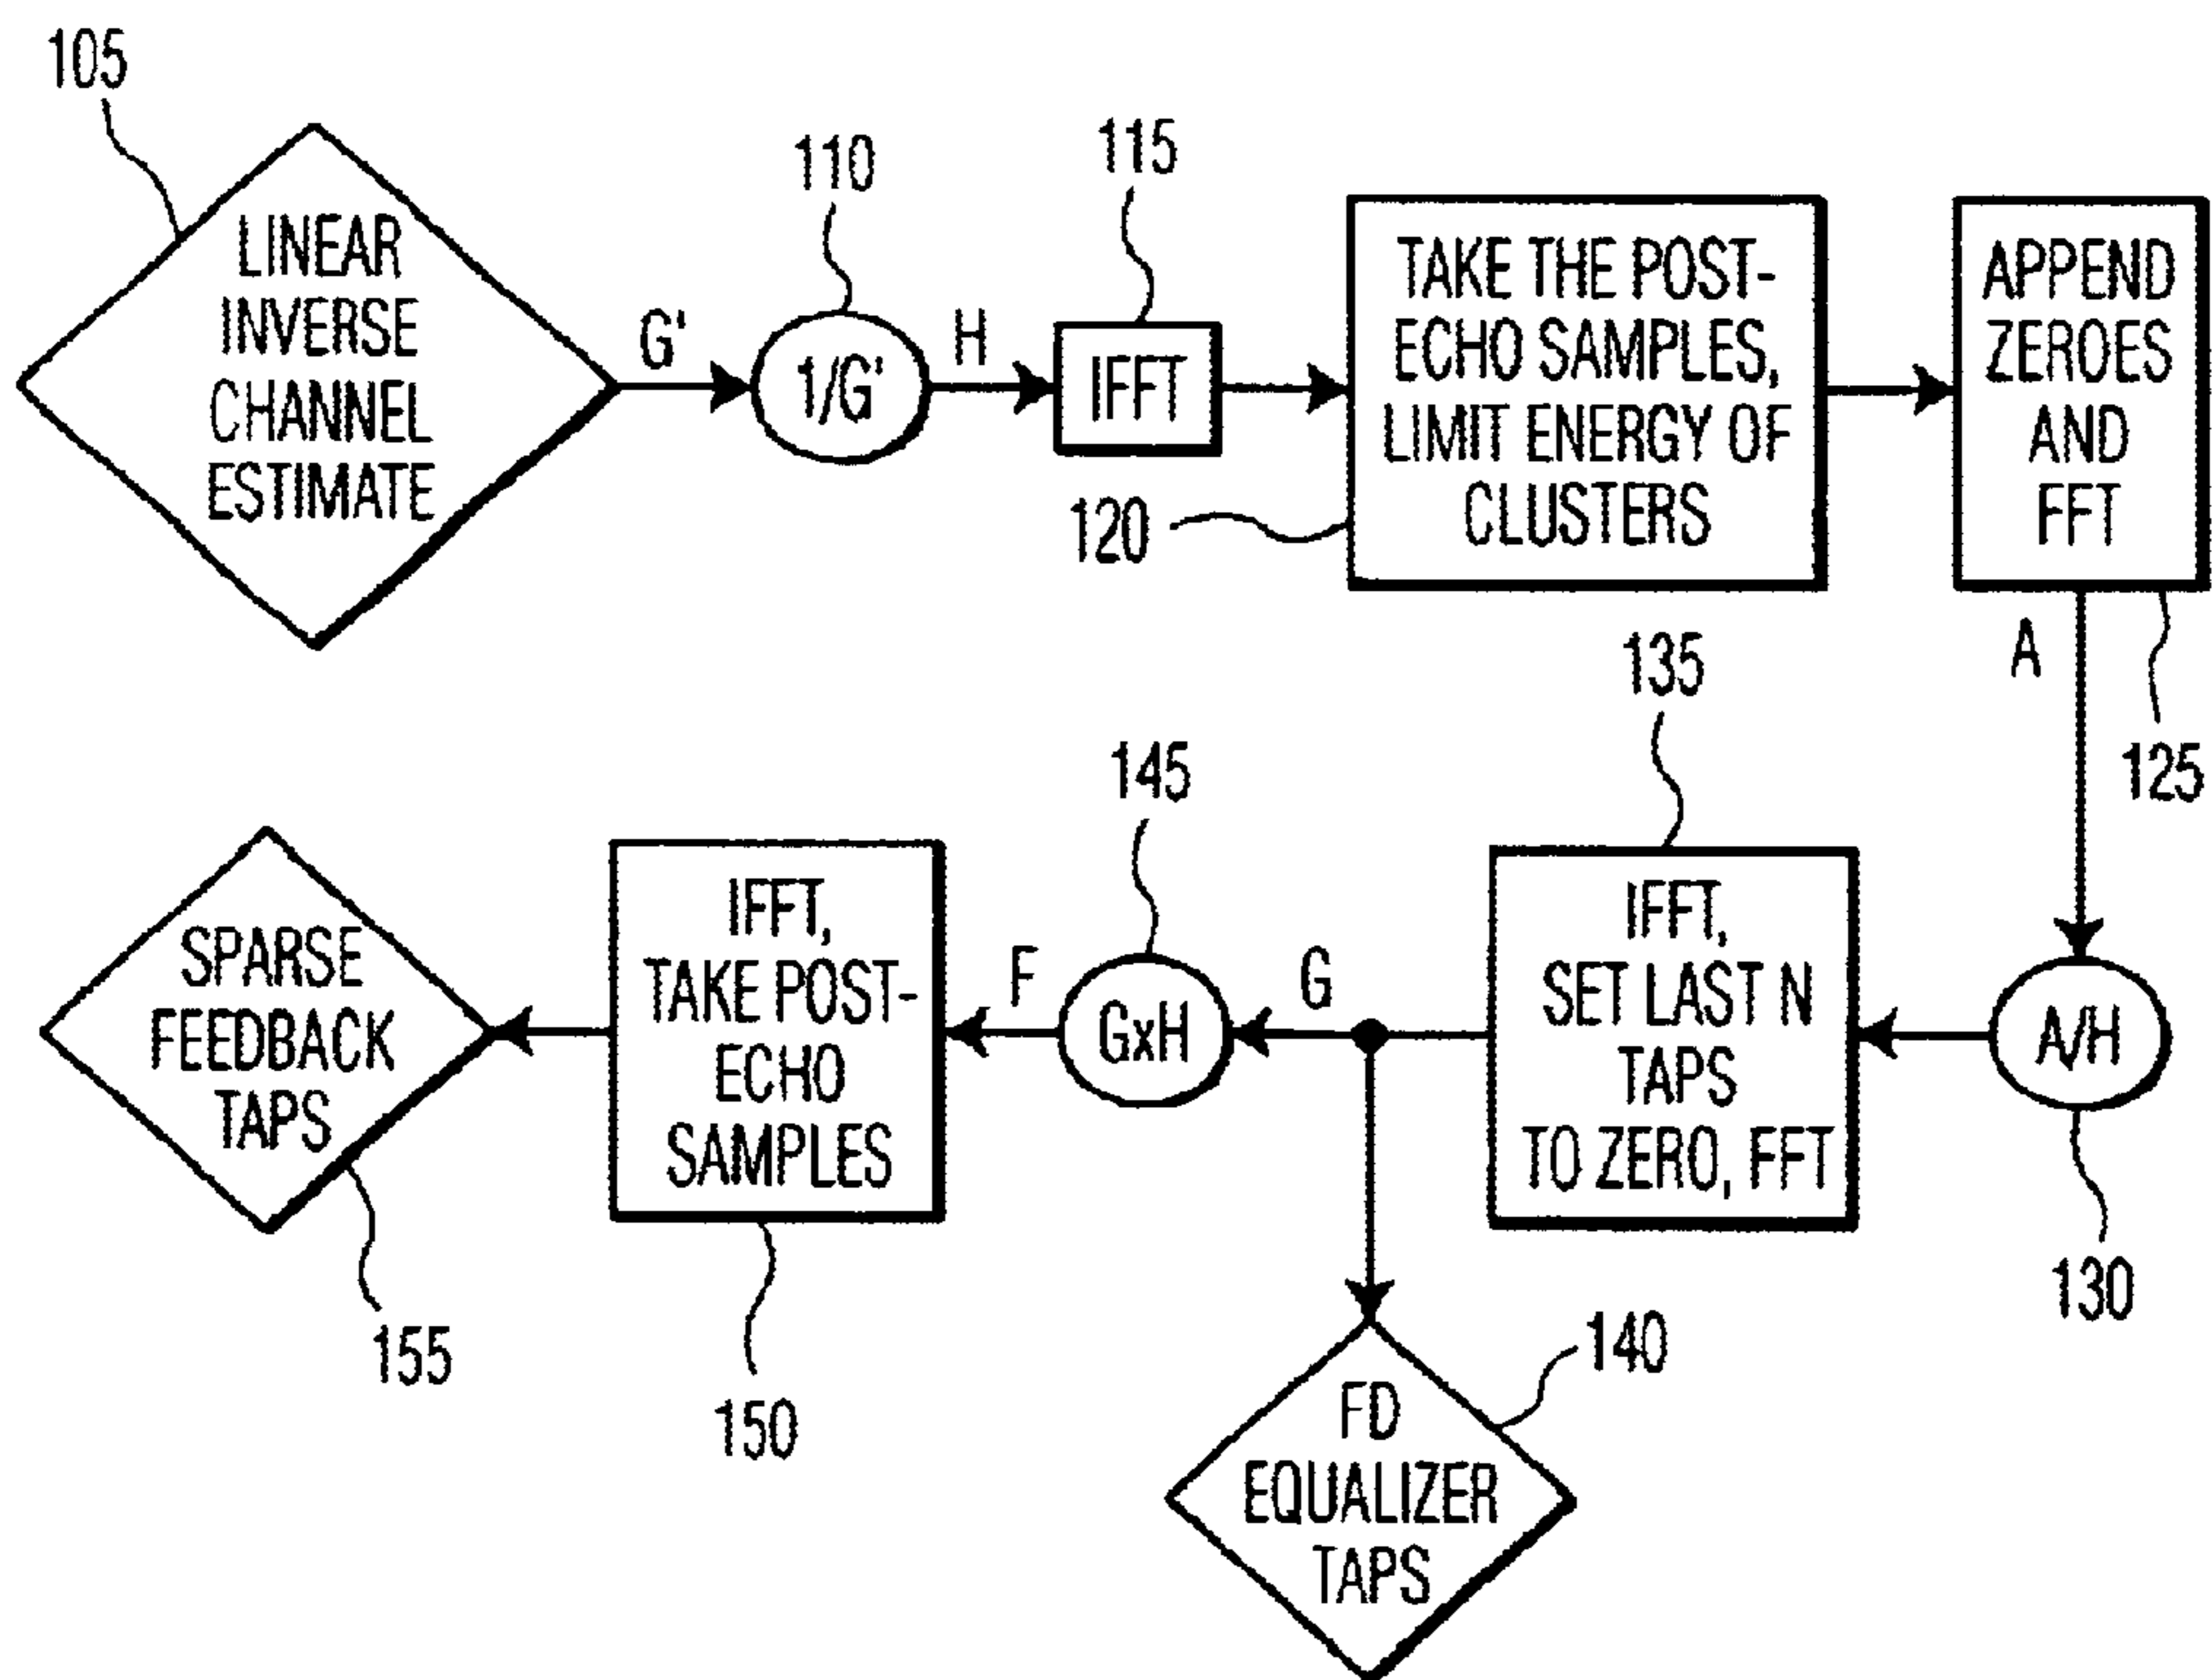 105
LINEAR
INVERSE
CHANNEL
ESTIMATE
G'
110
1/G'
H
115
IFFT
120
TAKE THE POST-
ECHO SAMPLES,
LIMIT ENERGY OF
CLUSTERS
APPEND
ZEROES
AND
FFT
125
A
A/H
130
135
IFFT,
SET LAST N
TAPS
TO ZERO, FFT
G
145
GxH
F
IFFT,
TAKE POST-
ECHO
SAMPLES
150
SPARSE
FEEDBACK
TAPS
155
140
FD
EQUALIZER
TAPS